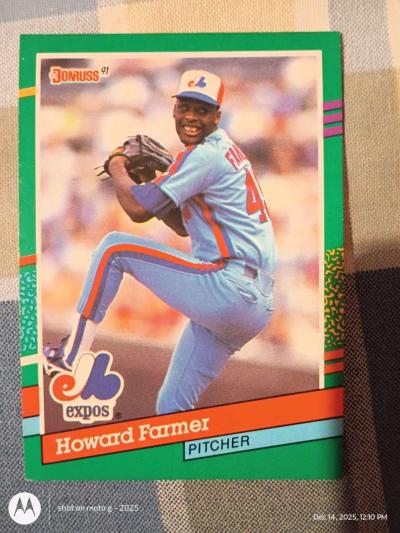 DONRUSS '91
expos ®
Howard Farmer
PITCHER
shot on moto g - 2025
Dec 14, 2025, 12:10 PM